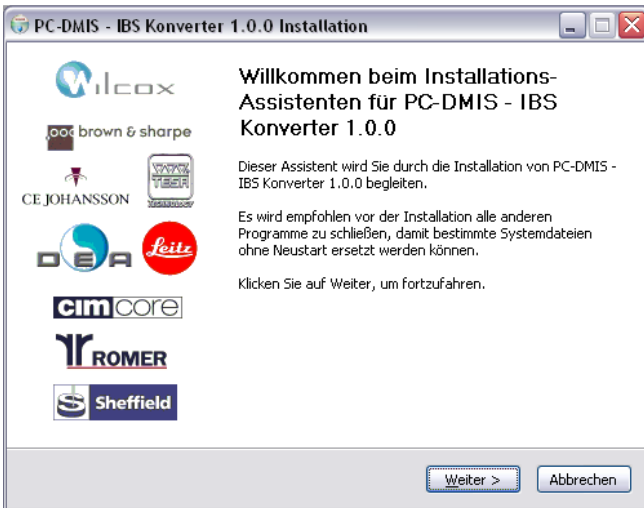 PC-DMIS - IBS Konverter 1.0.0 Installation
Wilcox
brown & sharpe
CE JOHANSSON
TESA
TECHNOLOGY
DEA
Leitz
cimcore
ROMER
Sheffield
Willkommen beim Installations-
Assistenten für PC-DMIS - IBS
Konverter 1.0.0
Dieser Assistent wird Sie durch die Installation von PC-DMIS -
IBS Konverter 1.0.0 begleiten.
Es wird empfohlen vor der Installation alle anderen
Programme zu schließen, damit bestimmte Systemdateien
ohne Neustart ersetzt werden können.
Klicken Sie auf Weiter, um fortzufahren.
Weiter >
Abbrechen